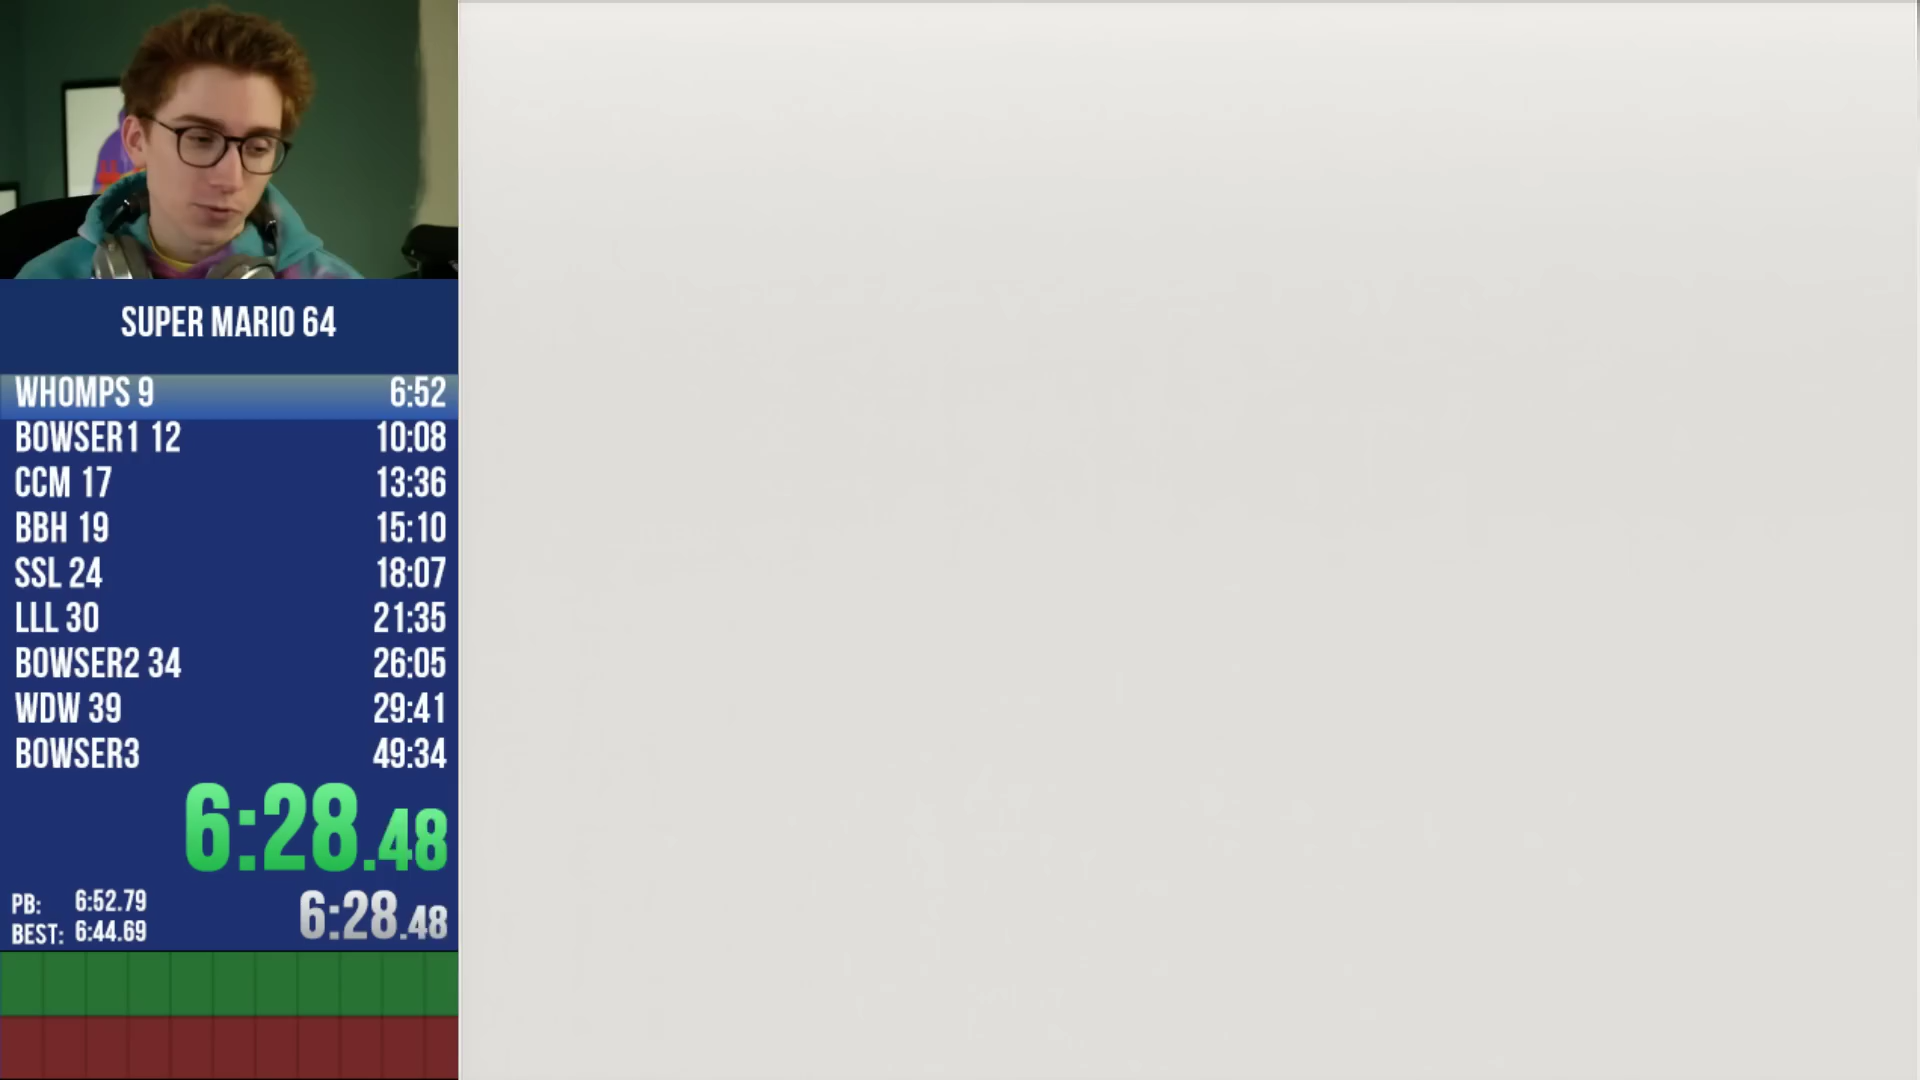 SUPER MARIO 64
WHOMPS 9 6:52
BOWSER1 12 10:08
CCM 17 13:36
BBH 19 15:10
SSL 24 18:07
LLL 30 21:35
BOWSER2 34 26:05
WDW 39 29:41
BOWSER3 49:34
6:28.48
PB: 6:52.79
BEST: 6:44.69
6:28.48